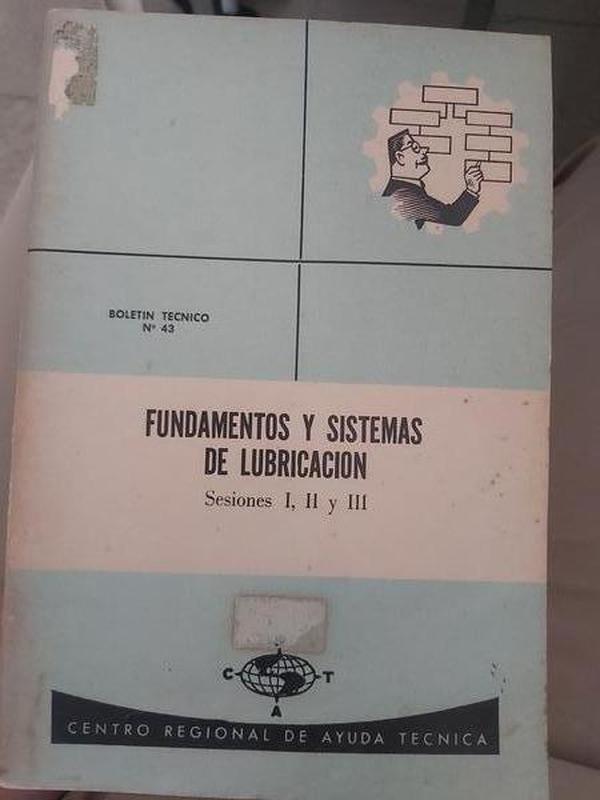 BOLETIN TECNICO
Nº 43
FUNDAMENTOS Y SISTEMAS
DE LUBRICACION
Sesiones I, II y III
C T
A
CENTRO REGIONAL DE AYUDA TECNICA